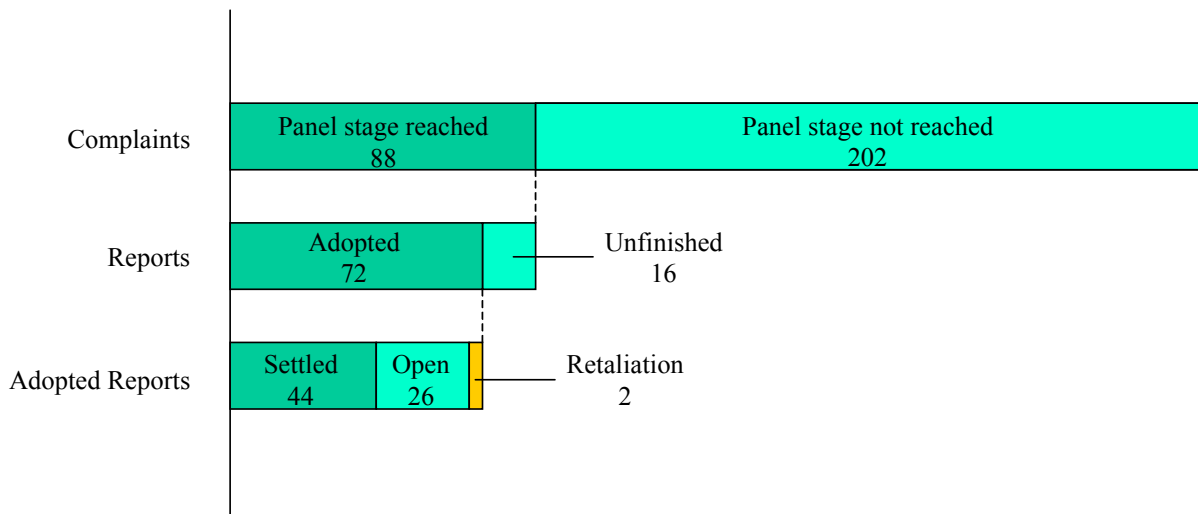 Complaints
Panel stage reached
88
Panel stage not reached
202
Reports
Adopted
72
Unfinished
16
Adopted Reports
Settled
44
Open
26
Retaliation
2